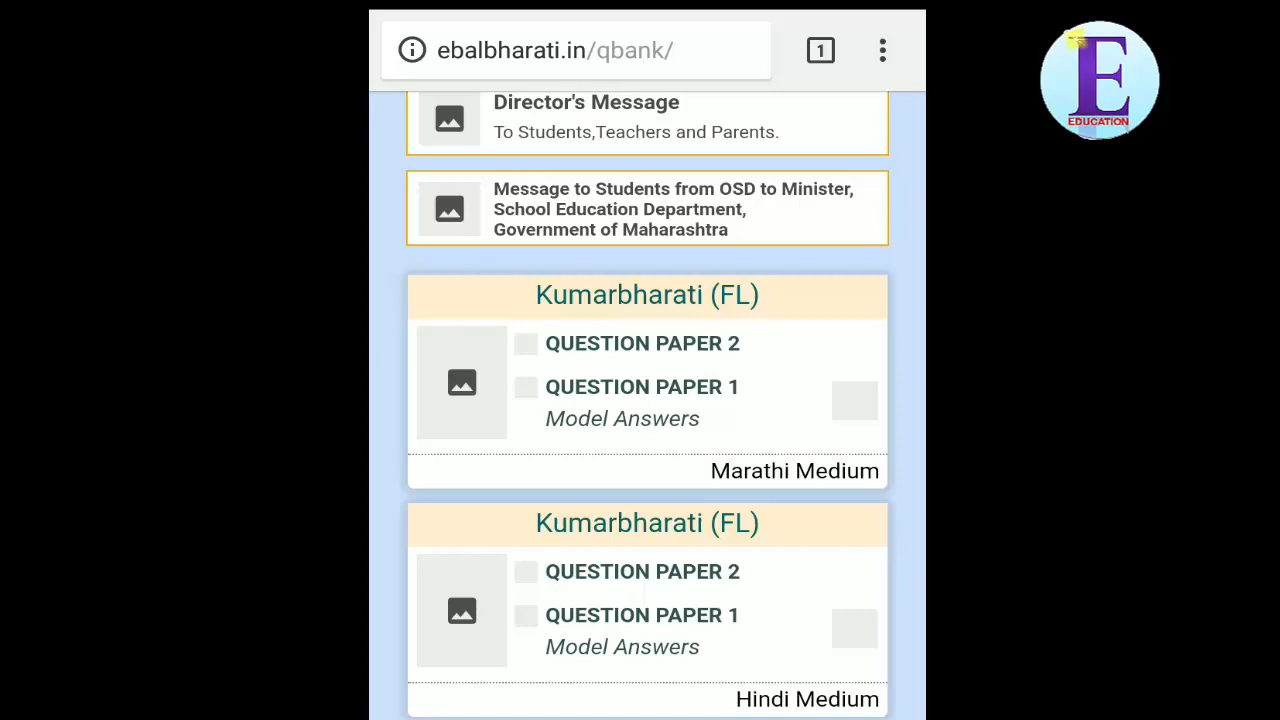 ebalbharati.in/qbank/
1
E
EDUCATION
Director's Message
To Students,Teachers and Parents.
Message to Students from OSD to Minister,
School Education Department,
Government of Maharashtra
Kumarbharati (FL)
QUESTION PAPER 2
QUESTION PAPER 1
Model Answers
Marathi Medium
Kumarbharati (FL)
QUESTION PAPER 2
QUESTION PAPER 1
Model Answers
Hindi Medium